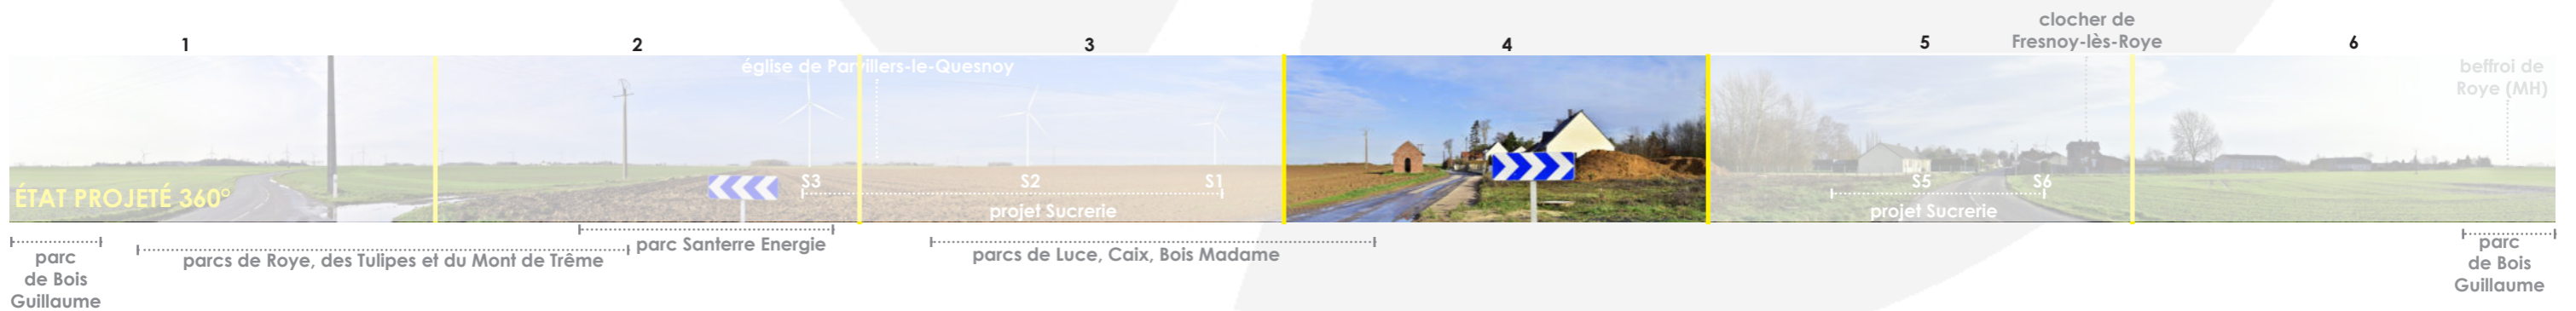 1
2
3
4
5
6
clocher de
Fresnoy-lès-Roye
église de Parvillers-le-Quesnoy
beffroi de
Roye (MH)
ÉTAT PROJETÉ 360°
S3
S2
S1
projet Sucrerie
S5
S6
projet Sucrerie
parc
de Bois
Guillaume
parcs de Roye, des Tulipes et du Mont de Trême
parc Santerre Energie
parcs de Luce, Caix, Bois Madame
parc
de Bois
Guillaume